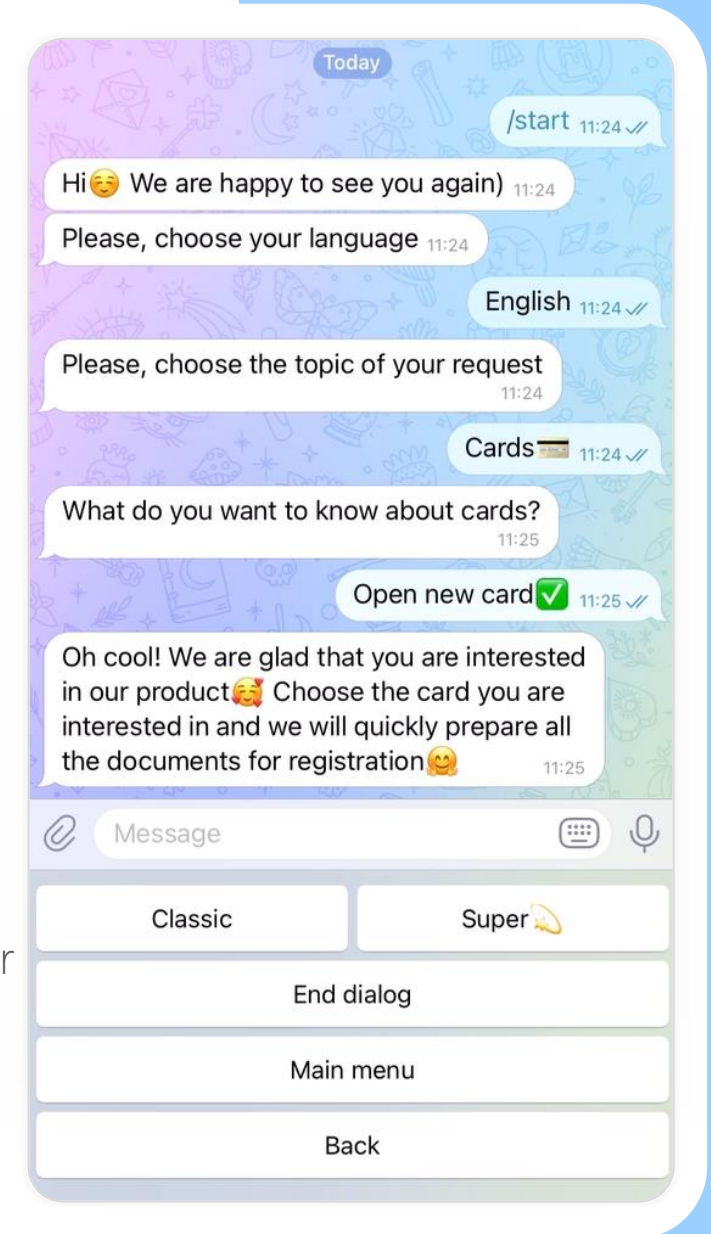 Today
/start 11:24
Hi☺️ We are happy to see you again) 11:24
Please, choose your language 11:24
English 11:24
Please, choose the topic of your request
11:24
Cards💳 11:24
What do you want to know about cards?
11:25
Open new card✅ 11:25
Oh cool! We are glad that you are interested
in our product🥰 Choose the card you are
interested in and we will quickly prepare all
the documents for registration🤗 11:25
Message
Classic
Super💫
r
End dialog
Main menu
Back